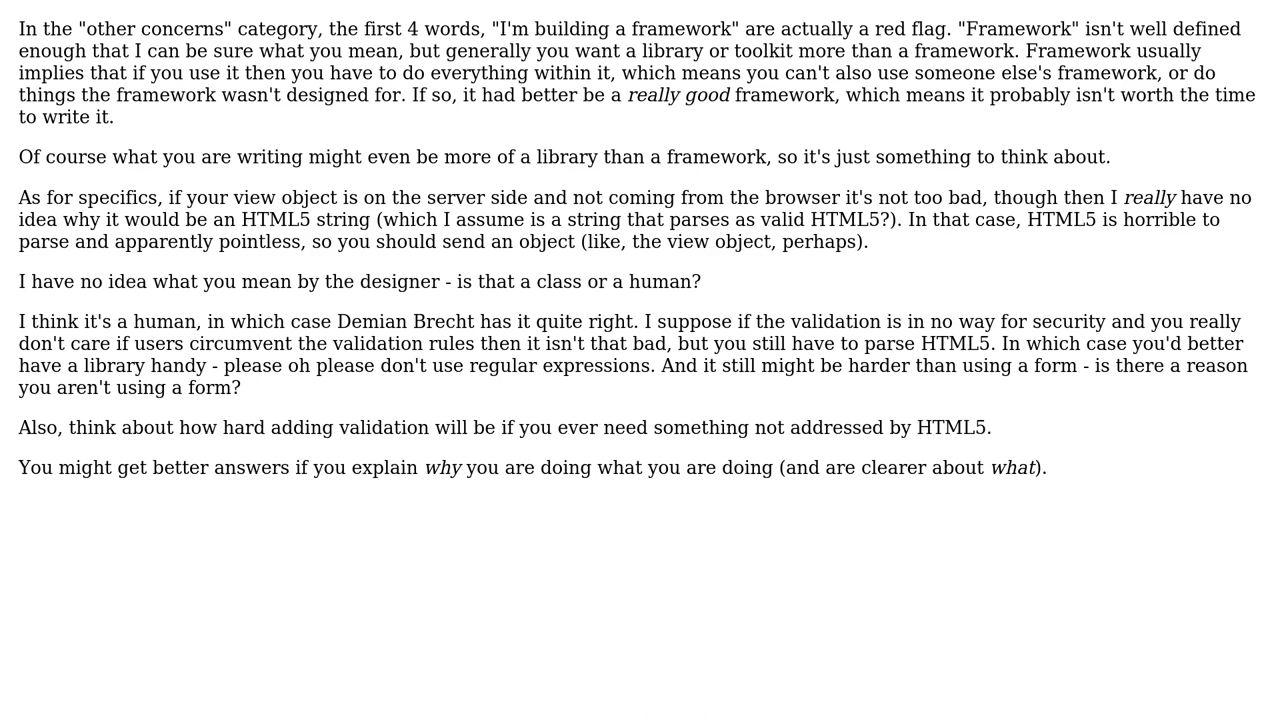 In the "other concerns" category, the first 4 words, "I'm building a framework" are actually a red flag. "Framework" isn't well defined
enough that I can be sure what you mean, but generally you want a library or toolkit more than a framework. Framework usually
implies that if you use it then you have to do everything within it, which means you can't also use someone else's framework, or do
things the framework wasn't designed for. If so, it had better be a really good framework, which means it probably isn't worth the time
to write it.
Of course what you are writing might even be more of a library than a framework, so it's just something to think about.
As for specifics, if your view object is on the server side and not coming from the browser it's not too bad, though then I really have no
idea why it would be an HTML5 string (which I assume is a string that parses as valid HTML5?). In that case, HTML5 is horrible to
parse and apparently pointless, so you should send an object (like, the view object, perhaps).
I have no idea what you mean by the designer - is that a class or a human?
I think it's a human, in which case Demian Brecht has it quite right. I suppose if the validation is in no way for security and you really
don't care if users circumvent the validation rules then it isn't that bad, but you still have to parse HTML5. In which case you'd better
have a library handy - please oh please don't use regular expressions. And it still might be harder than using a form - is there a reason
you aren't using a form?
Also, think about how hard adding validation will be if you ever need something not addressed by HTML5.
You might get better answers if you explain why you are doing what you are doing (and are clearer about what).